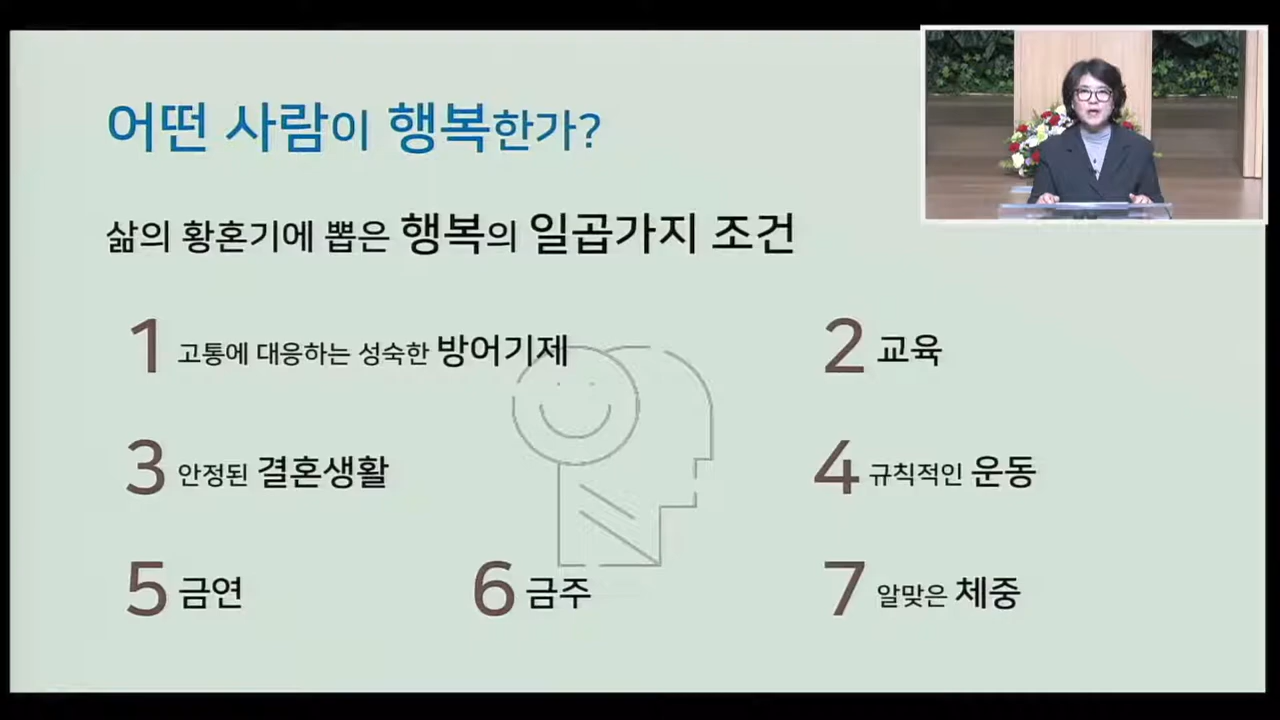 어떤 사람이 행복한가?
삶의 황혼기에 뽑은 행복의 일곱가지 조건
1 고통에 대응하는 성숙한 방어기제
2 교육
3 안정된 결혼생활
4 규칙적인 운동
5 금연
6 금주
7 알맞은 체중